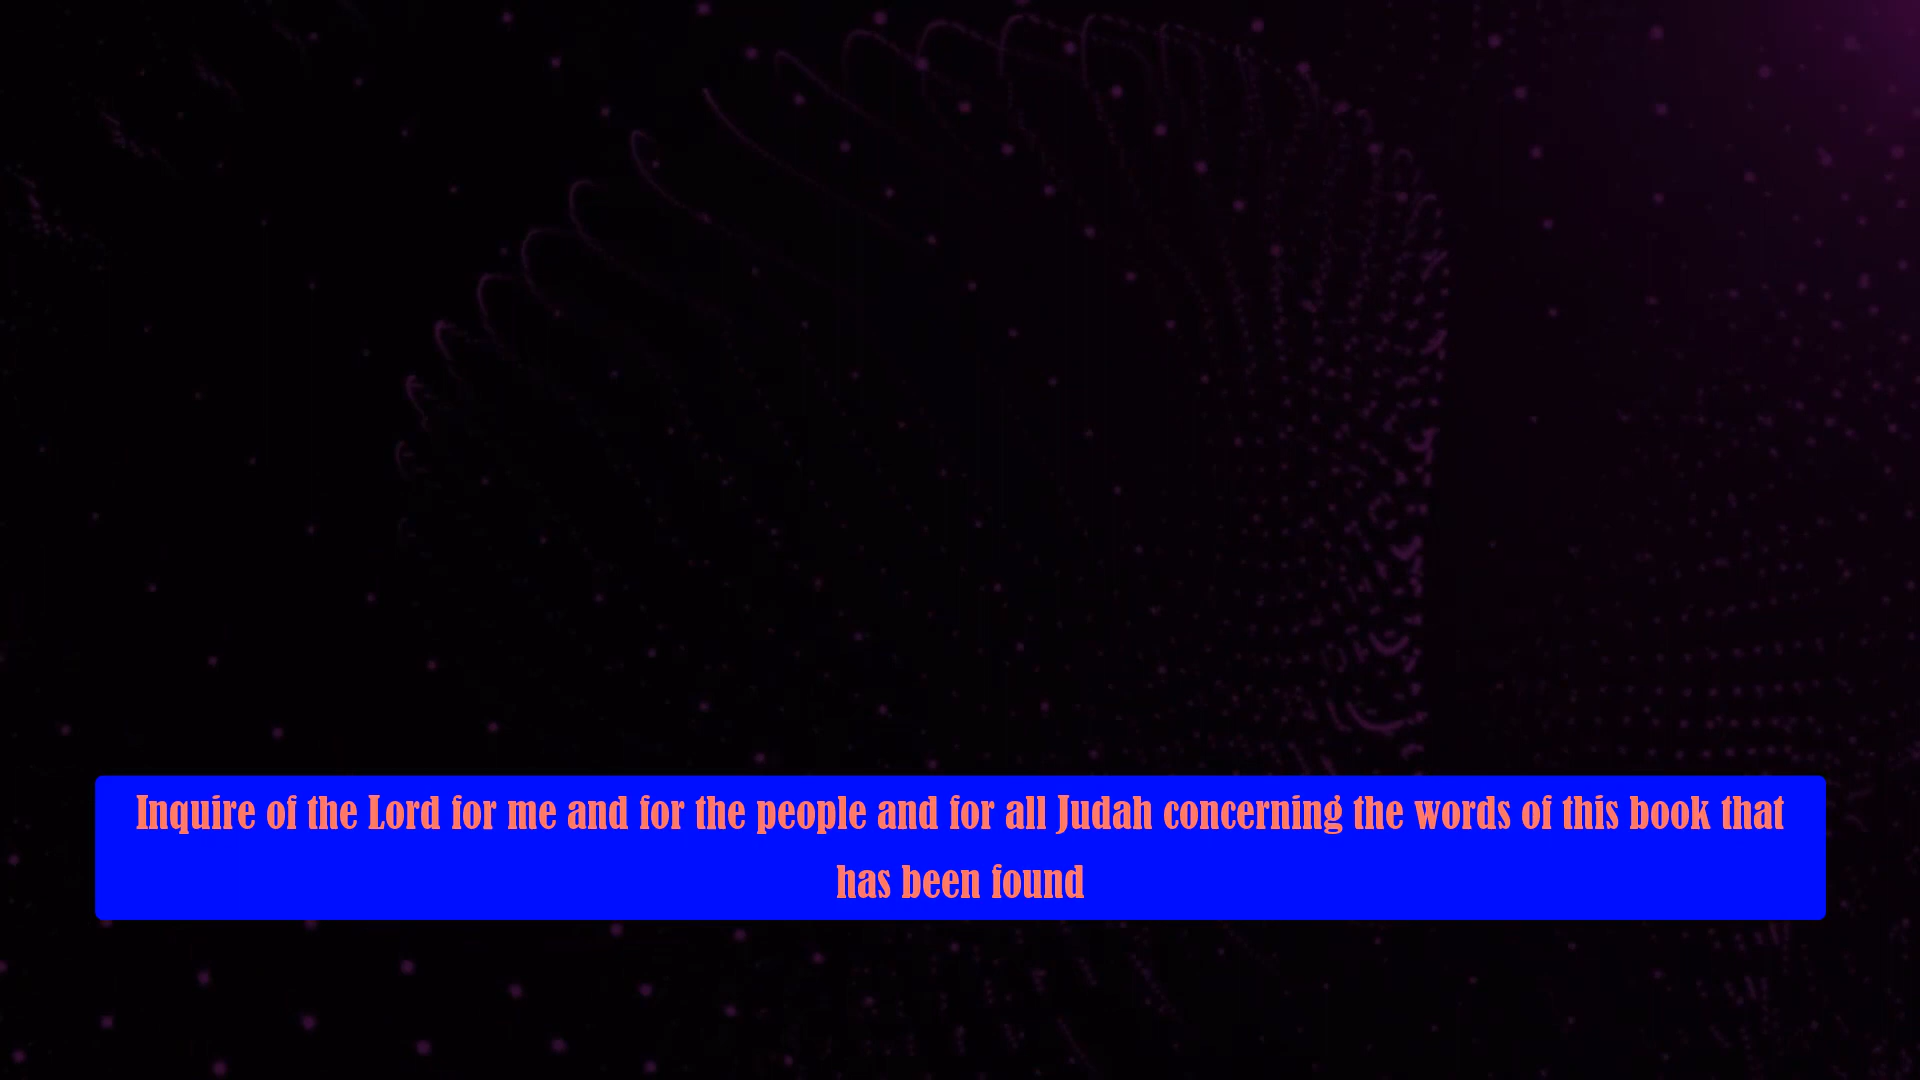 Inquire of the Lord for me and for the people and for all Judah concerning the words of this book that
has been found